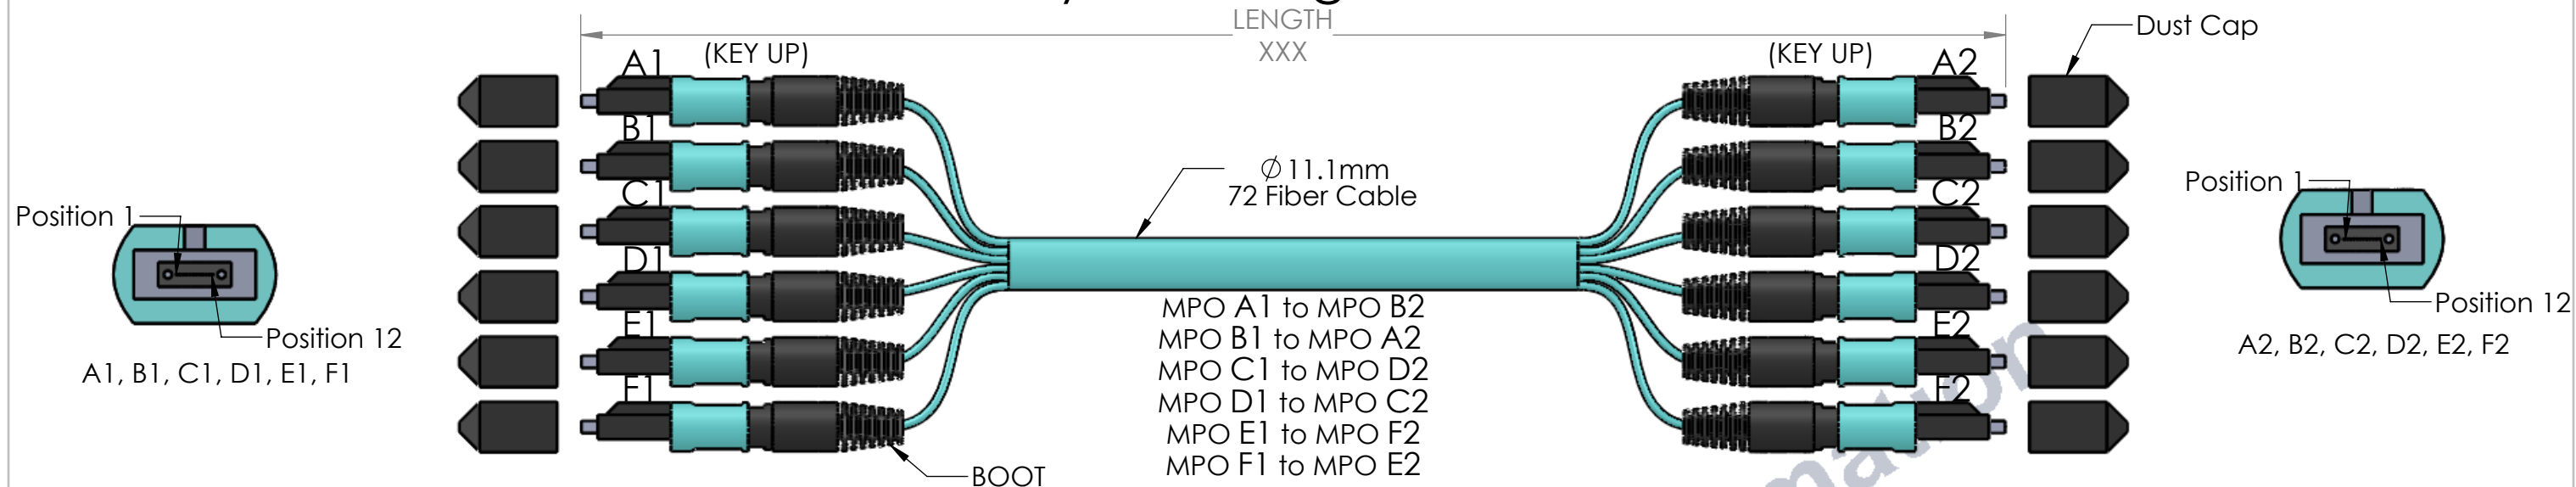 LENGTH
XXX
Dust Cap
(KEY UP)
(KEY UP)
A1
A2
B1
B2
C1
C2
D1
D2
E1
E2
F1
F2
Ø 11.1mm
72 Fiber Cable
Position 1
Position 12
A1, B1, C1, D1, E1, F1
Position 1
Position 12
A2, B2, C2, D2, E2, F2
MPO A1 to MPO B2
MPO B1 to MPO A2
MPO C1 to MPO D2
MPO D1 to MPO C2
MPO E1 to MPO F2
MPO F1 to MPO E2
BOOT